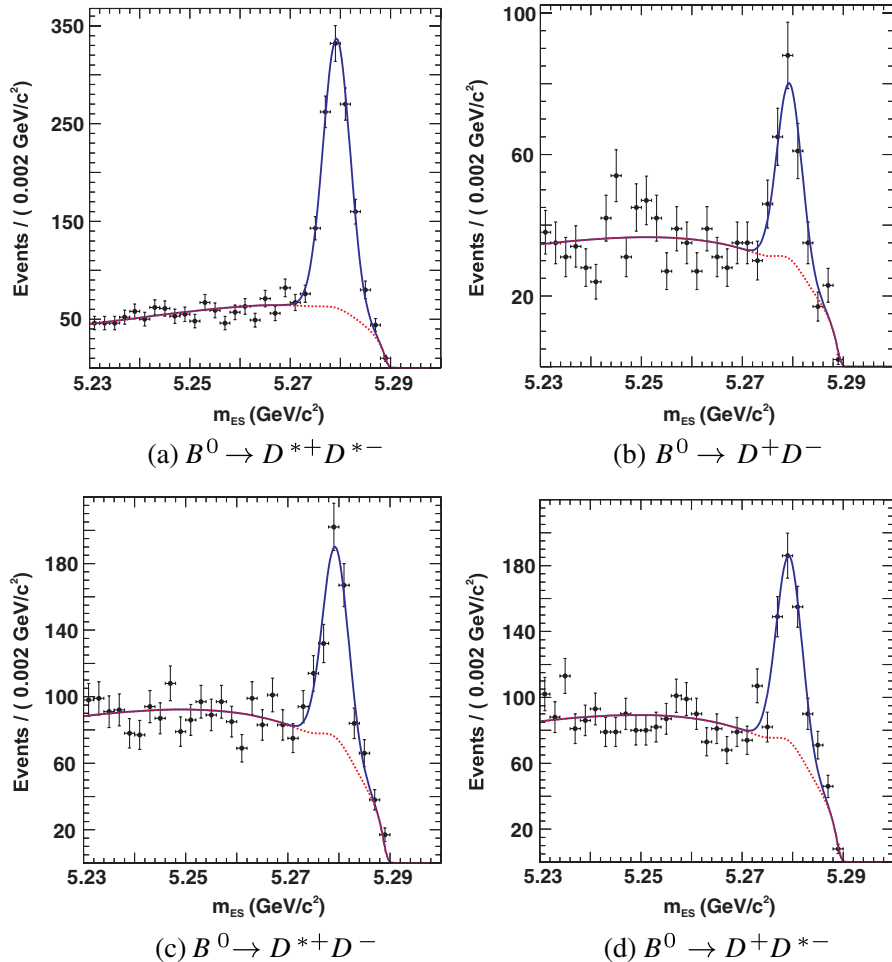 Events / ( 0.002 GeV/c²)
350
250
150
50
5.23 5.25 5.27 5.29
m_ES (GeV/c²)
(a) B⁰ → D*⁺D*⁻
Events / ( 0.002 GeV/c²)
100
60
20
5.23 5.25 5.27 5.29
m_ES (GeV/c²)
(b) B⁰ → D⁺D⁻
Events / ( 0.002 GeV/c²)
180
140
100
60
20
5.23 5.25 5.27 5.29
m_ES (GeV/c²)
(c) B⁰ → D*⁺D⁻
Events / ( 0.002 GeV/c²)
180
140
100
60
20
5.23 5.25 5.27 5.29
m_ES (GeV/c²)
(d) B⁰ → D⁺D*⁻